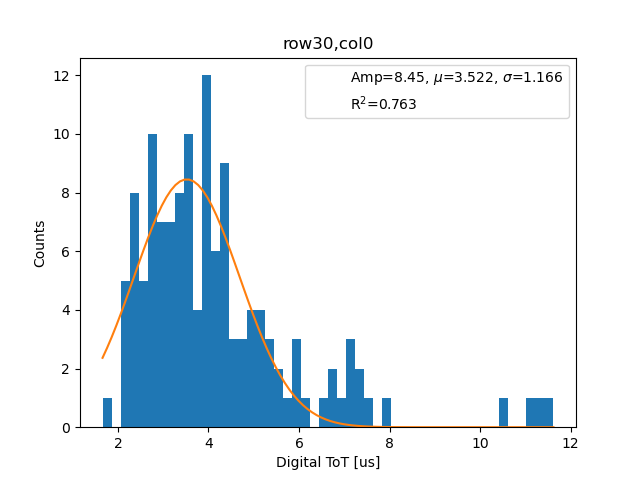 row30,col0
Amp=8.45, μ=3.522, σ=1.166
R²=0.763
Counts
12
10
8
6
4
2
0
2 4 6 8 10 12
Digital ToT [us]